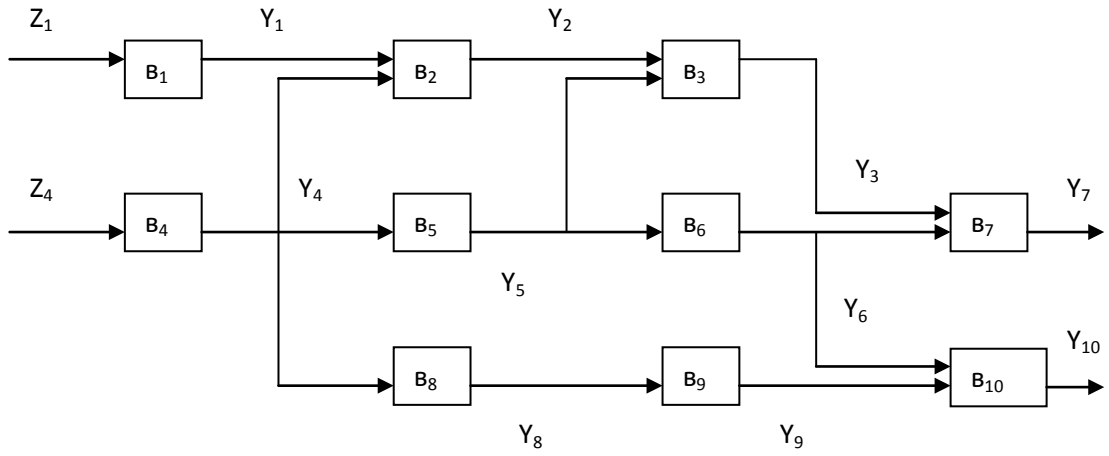 Z₁ Y₁ Y₂
B₁ B₂ B₃
Z₄ Y₄ Y₃ Y₇
B₄ B₅ B₆ B₇
Y₅ Y₆
Y₁₀
B₈ B₉ B₁₀
Y₈ Y₉